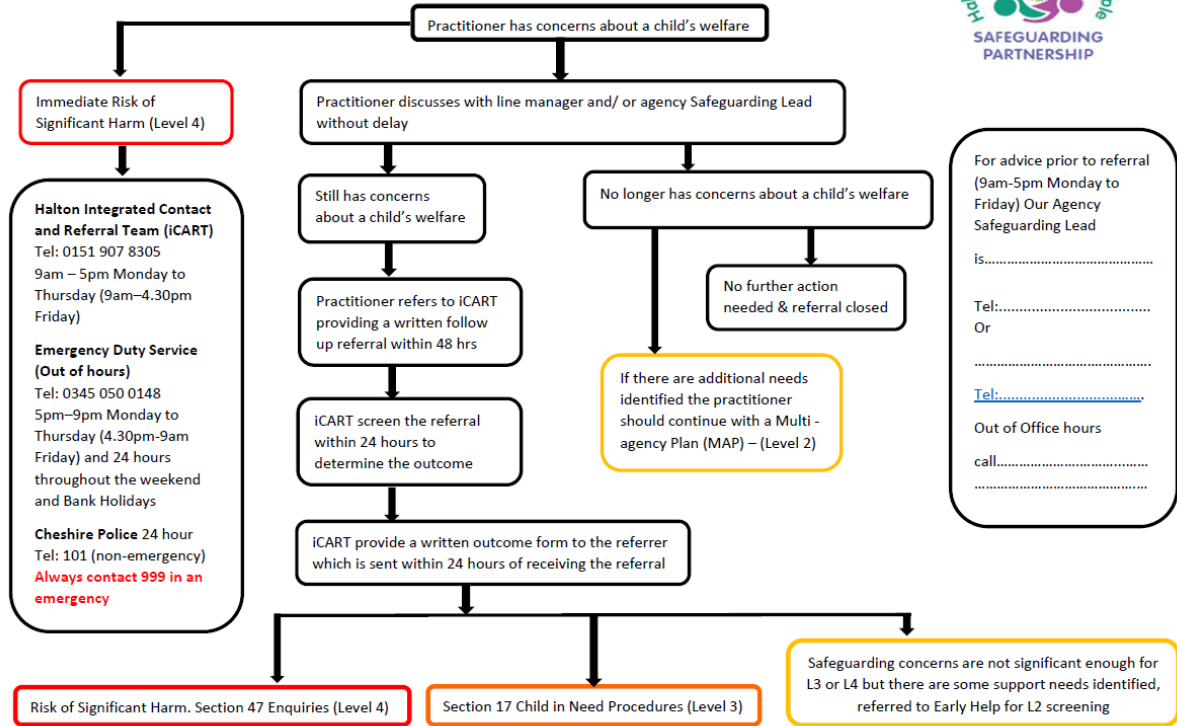 Practitioner has concerns about a child's welfare
SAFEGUARDING
PARTNERSHIP
Immediate Risk of
Significant Harm (Level 4)
Practitioner discusses with line manager and/ or agency Safeguarding Lead
without delay
Halton Integrated Contact
and Referral Team (iCART)
Tel: 0151 907 8305
9am – 5pm Monday to
Thursday (9am–4.30pm
Friday)
Emergency Duty Service
(Out of hours)
Tel: 0345 050 0148
5pm–9pm Monday to
Thursday (4.30pm-9am
Friday) and 24 hours
throughout the weekend
and Bank Holidays
Cheshire Police 24 hour
Tel: 101 (non-emergency)
Always contact 999 in an
emergency
Still has concerns
about a child's welfare
No longer has concerns about a child's welfare
Practitioner refers to iCART
providing a written follow
up referral within 48 hrs
No further action
needed & referral closed
If there are additional needs
identified the practitioner
should continue with a Multi -
agency Plan (MAP) – (Level 2)
iCART screen the referral
within 24 hours to
determine the outcome
iCART provide a written outcome form to the referrer
which is sent within 24 hours of receiving the referral
For advice prior to referral
(9am-5pm Monday to
Friday) Our Agency
Safeguarding Lead
is……………………………………
Tel:..................................
Or
…………………………………….
Tel:……………………………….
Out of Office hours
call……………………………………
…………………………………….
Risk of Significant Harm. Section 47 Enquiries (Level 4)
Section 17 Child in Need Procedures (Level 3)
Safeguarding concerns are not significant enough for
L3 or L4 but there are some support needs identified,
referred to Early Help for L2 screening